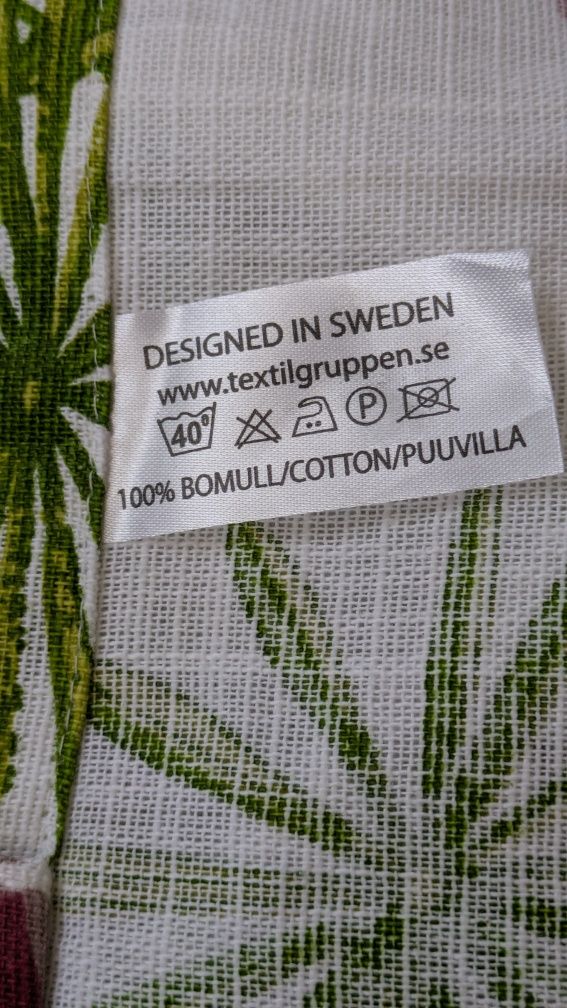 DESIGNED IN SWEDEN
www.textilgruppen.se
40° P
100% BOMULL/COTTON/PUUVILLA